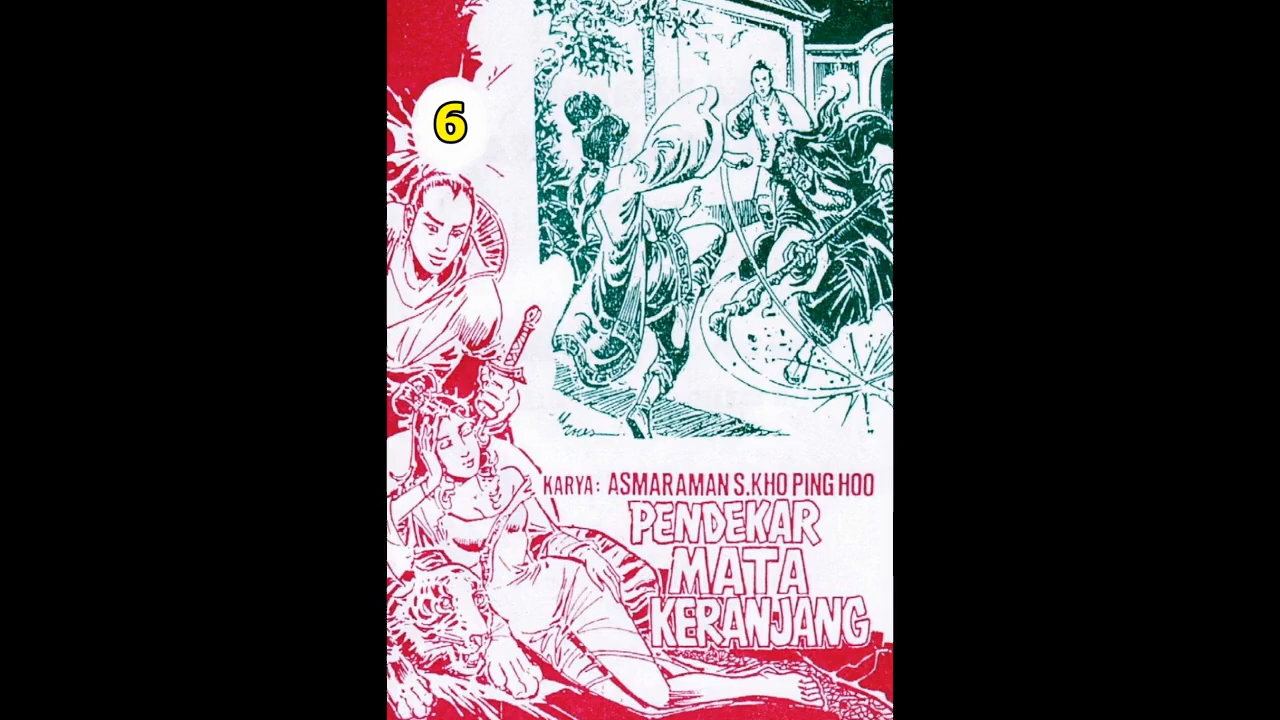 6
KARYA: ASMARAMAN S.KHO PING HOO
PENDEKAR
MATA
KERANJANG